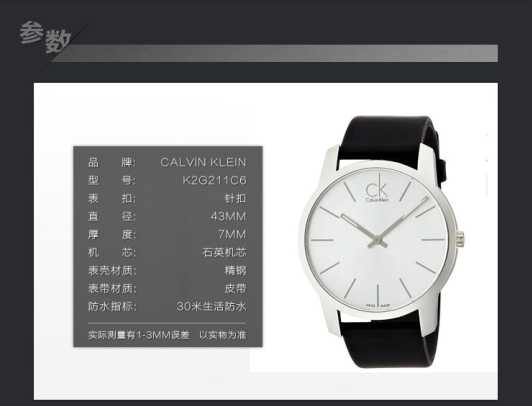 参数
品 牌: CALVIN KLEIN
型 号: K2G211C6
表 扣: 针扣
直 径: 43MM
厚 度: 7MM
机 芯: 石英机芯
表壳材质: 精钢
表带材质: 皮带
防水指标: 30米生活防水
实际测量有1-3MM误差 以实物为准
ck
Calvin Klein